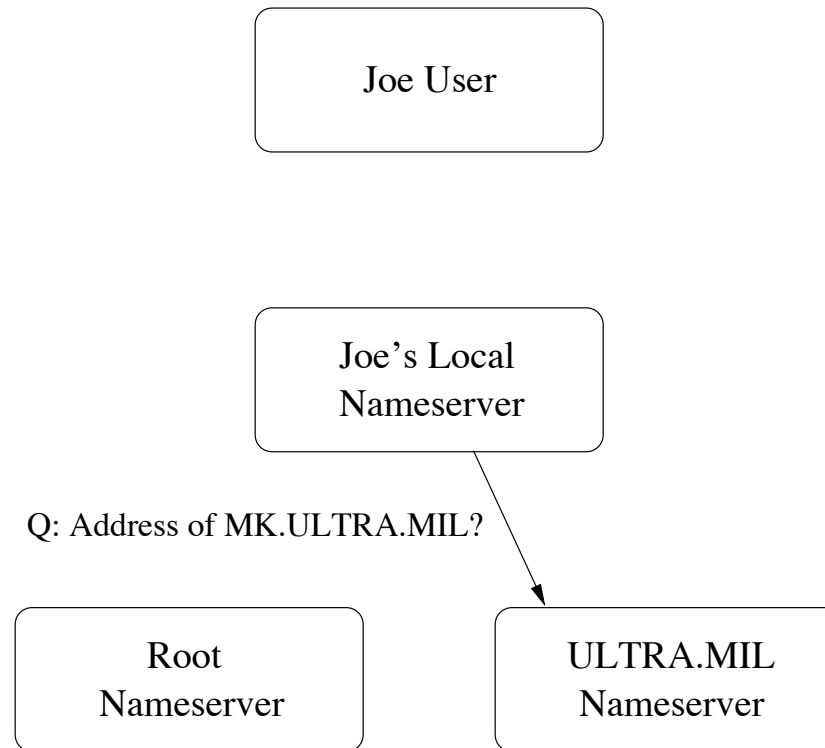 Joe User
Joe’s Local
Nameserver
Q: Address of MK.ULTRA.MIL?
Root
Nameserver
ULTRA.MIL
Nameserver